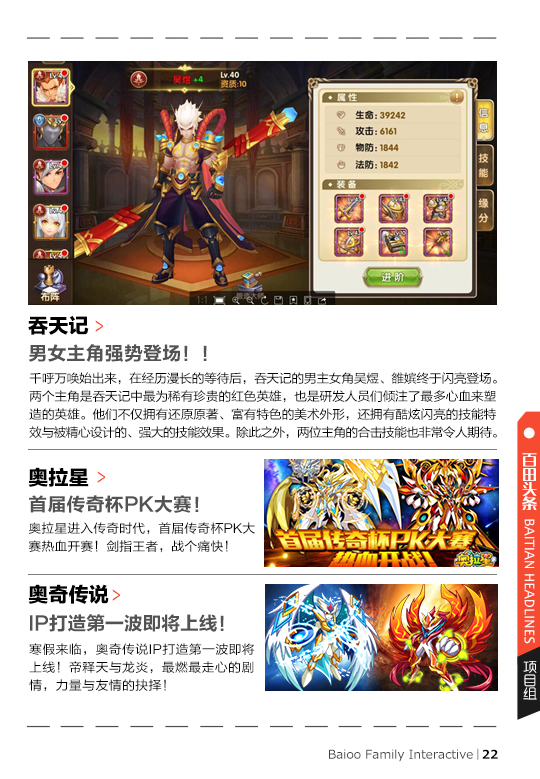 吴煜 +4
Lv.40
资质:10
属性
生命: 39242
攻击: 6161
物防: 1844
法防: 1842
装备
进阶
信息
技能
缘分
布阵
1:1
吞天记 >
男女主角强势登场！！
千呼万唤始出来，在经历漫长的等待后，吞天记的男主女角吴煜、雒嫔终于闪亮登场。
两个主角是吞天记中最为稀有珍贵的红色英雄，也是研发人员们倾注了最多心血来塑
造的英雄。他们不仅拥有还原原著、富有特色的美术外形，还拥有酷炫闪亮的技能特
效与被精心设计的、强大的技能效果。除此之外，两位主角的合击技能也非常令人期待。
奥拉星 >
首届传奇杯PK大赛！
奥拉星进入传奇时代，首届传奇杯PK大
赛热血开赛！剑指王者，战个痛快！
首届传奇杯PK大赛
热血开战！
奥拉星
奥奇传说 >
IP打造第一波即将上线！
寒假来临，奥奇传说IP打造第一波即将
上线！帝释天与龙炎，最燃最走心的剧
情，力量与友情的抉择！
百田头条 BAITIAN HEADLINES
项目组
Baioo Family Interactive | 22